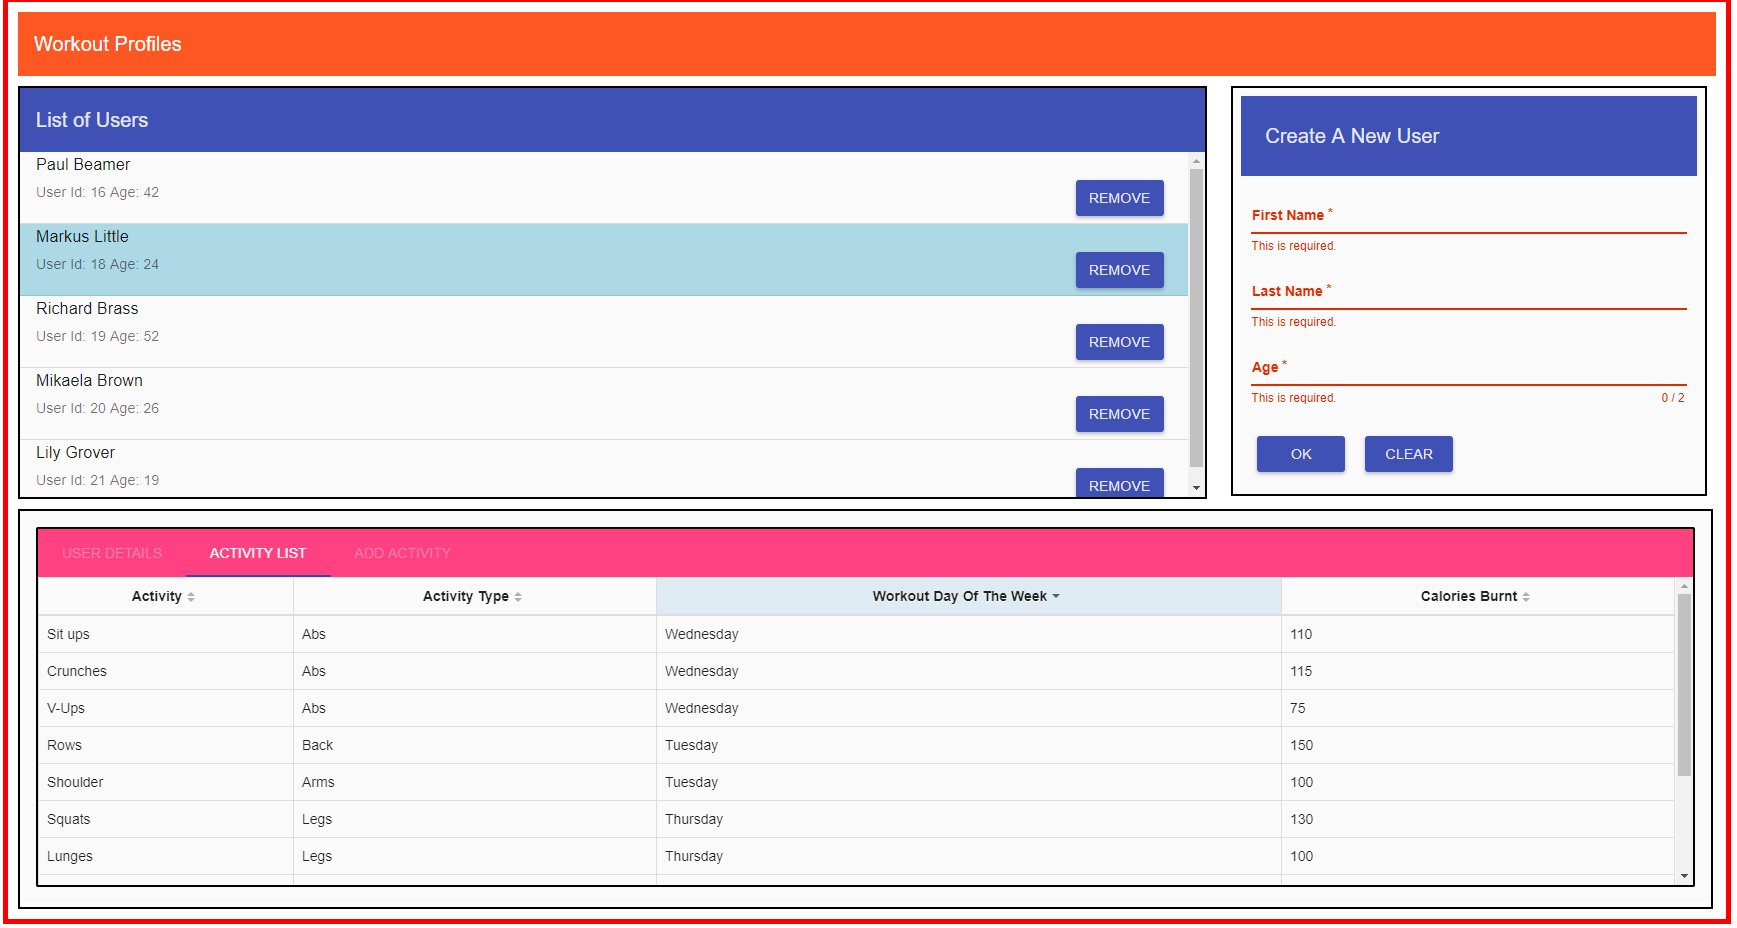 Workout Profiles
List of Users
Paul Beamer
User Id: 16 Age: 42
REMOVE
Markus Little
User Id: 18 Age: 24
REMOVE
Richard Brass
User Id: 19 Age: 52
REMOVE
Mikaela Brown
User Id: 20 Age: 26
REMOVE
Lily Grover
User Id: 21 Age: 19
REMOVE
Create A New User
First Name *
This is required.
Last Name *
This is required.
Age *
This is required. 0 / 2
OK CLEAR
USER DETAILS ACTIVITY LIST ADD ACTIVITY
Activity Activity Type Workout Day Of The Week Calories Burnt
Sit ups Abs Wednesday 110
Crunches Abs Wednesday 115
V-Ups Abs Wednesday 75
Rows Back Tuesday 150
Shoulder Arms Tuesday 100
Squats Legs Thursday 130
Lunges Legs Thursday 100